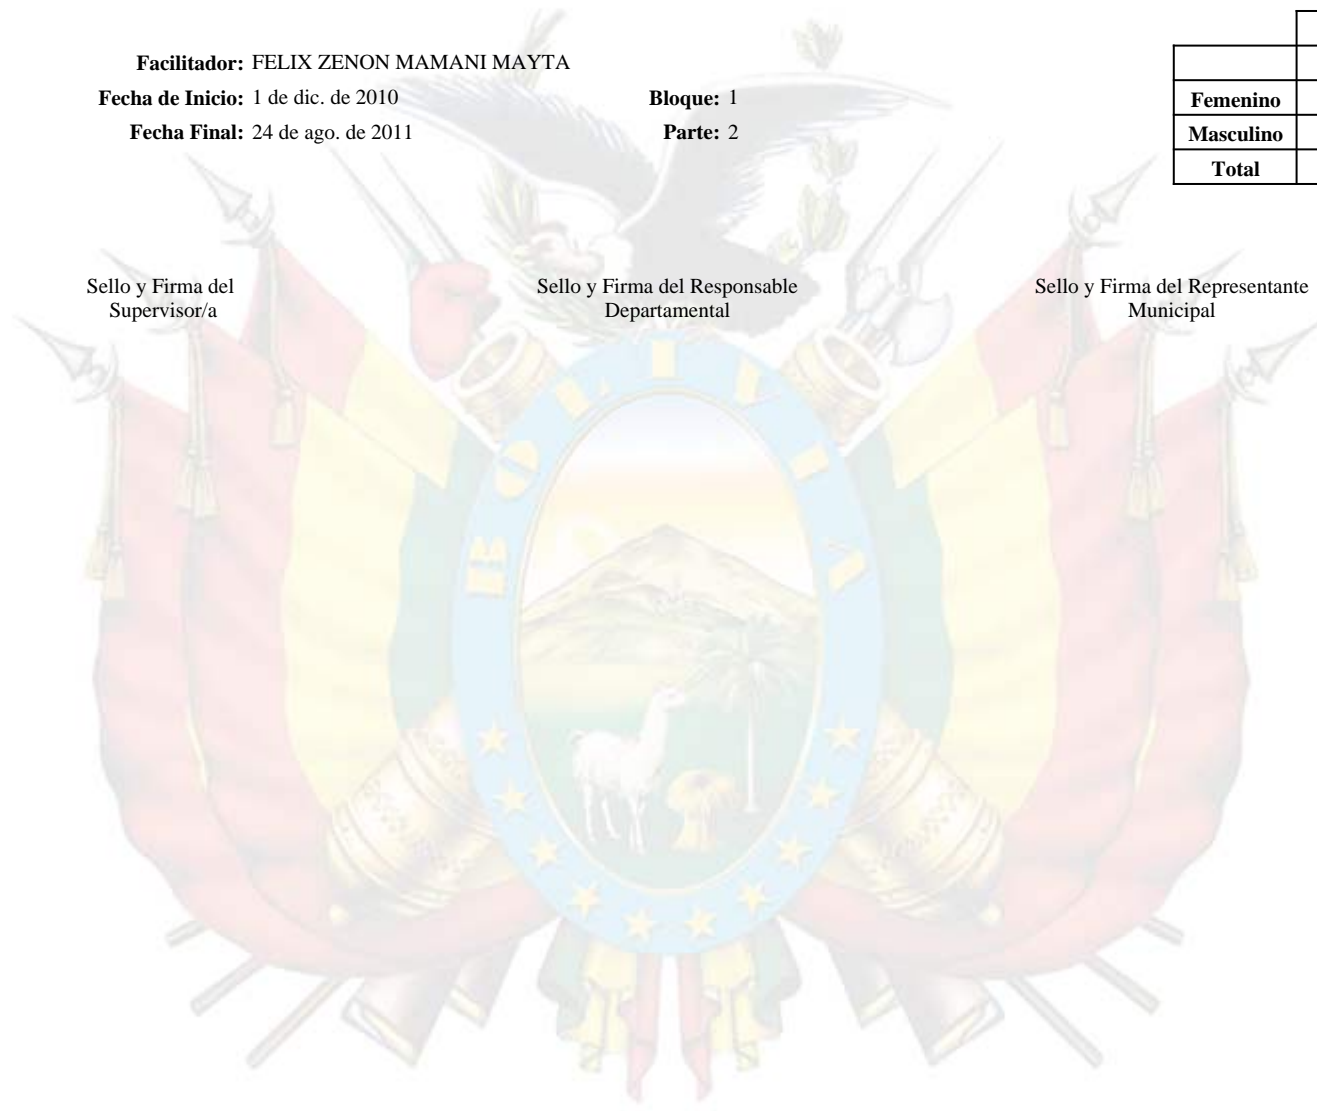 Facilitador: FELIX ZENON MAMANI MAYTA
Fecha de Inicio: 1 de dic. de 2010
Bloque: 1
Fecha Final: 24 de ago. de 2011
Parte: 2
Femenino
Masculino
Total
Sello y Firma del
Supervisor/a
Sello y Firma del Responsable
Departamental
Sello y Firma del Representante
Municipal
BOLIVIA